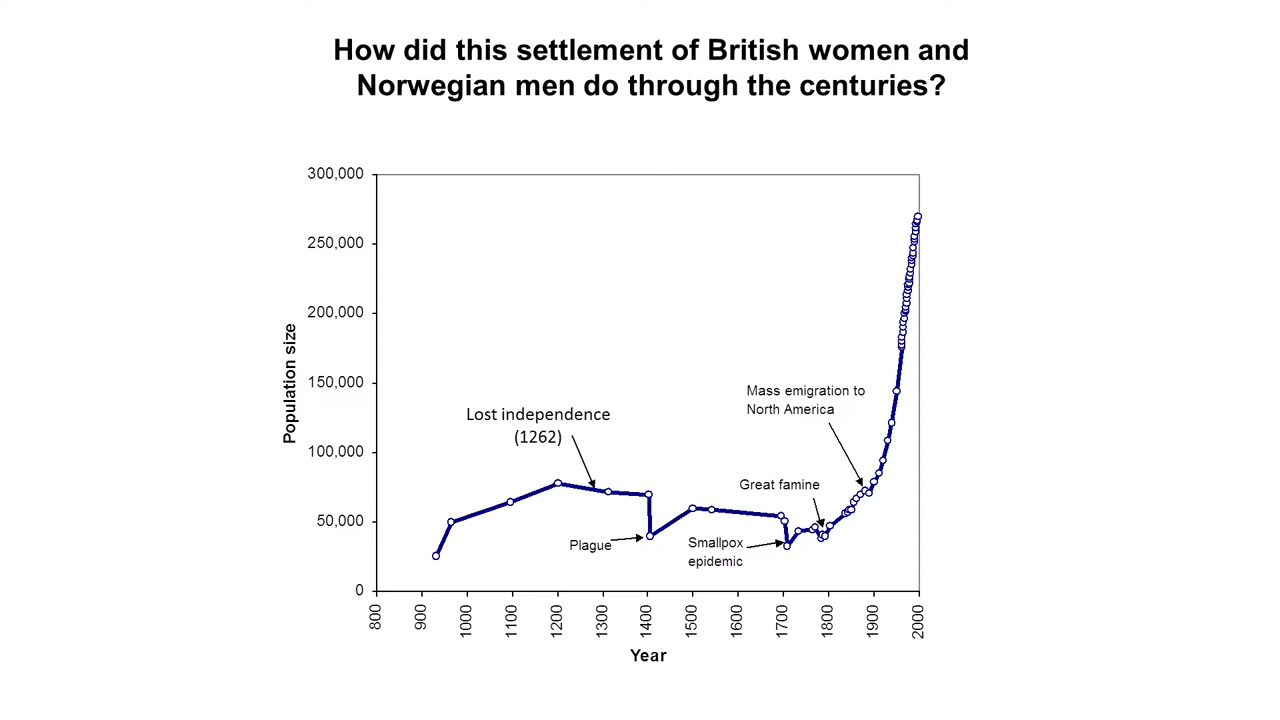 How did this settlement of British women and
Norwegian men do through the centuries?
300,000
250,000
200,000
150,000
100,000
50,000
0
Population size
Lost independence
(1262)
Plague
Smallpox
epidemic
Great famine
Mass emigration to
North America
800
900
1000
1100
1200
1300
1400
1500
1600
1700
1800
1900
2000
Year